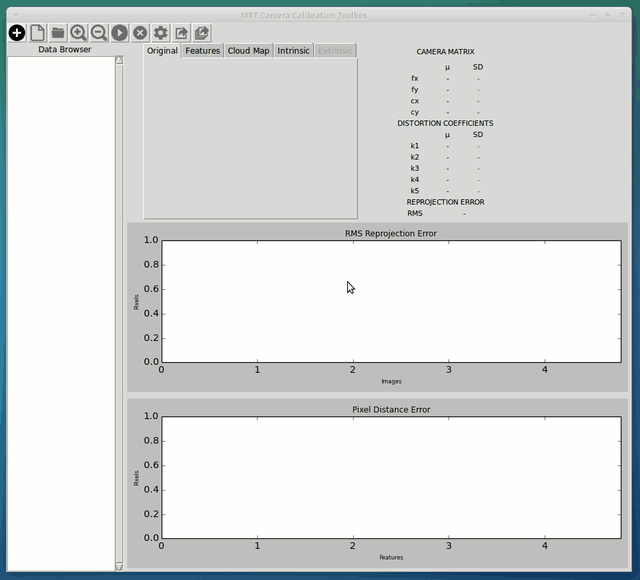 MRT Camera Calibration Toolbox
Data Browser
Original Features Cloud Map Intrinsic Extrinsic
CAMERA MATRIX
μ SD
fx - -
fy - -
cx - -
cy - -
DISTORTION COEFFICIENTS
μ SD
k1 - -
k2 - -
k3 - -
k4 - -
k5 - -
REPROJECTION ERROR
RMS -
RMS Reprojection Error
1.0
0.8
0.6
0.4
0.2
0.0
Pixels
0 1 2 3 4
Images
Pixel Distance Error
1.0
0.8
0.6
0.4
0.2
0.0
Pixels
0 1 2 3 4
Features